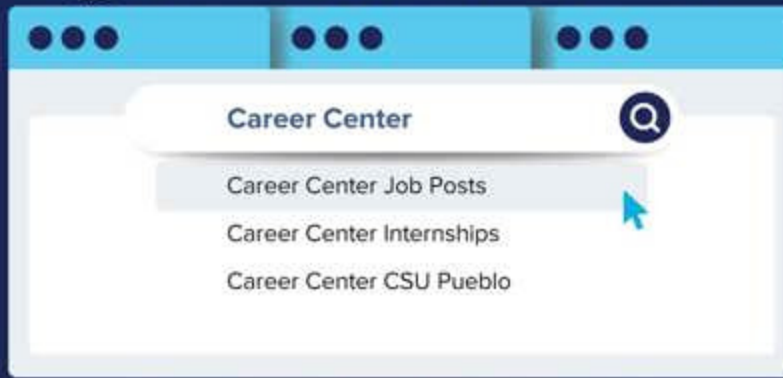 Career Center
Career Center Job Posts
Career Center Internships
Career Center CSU Pueblo